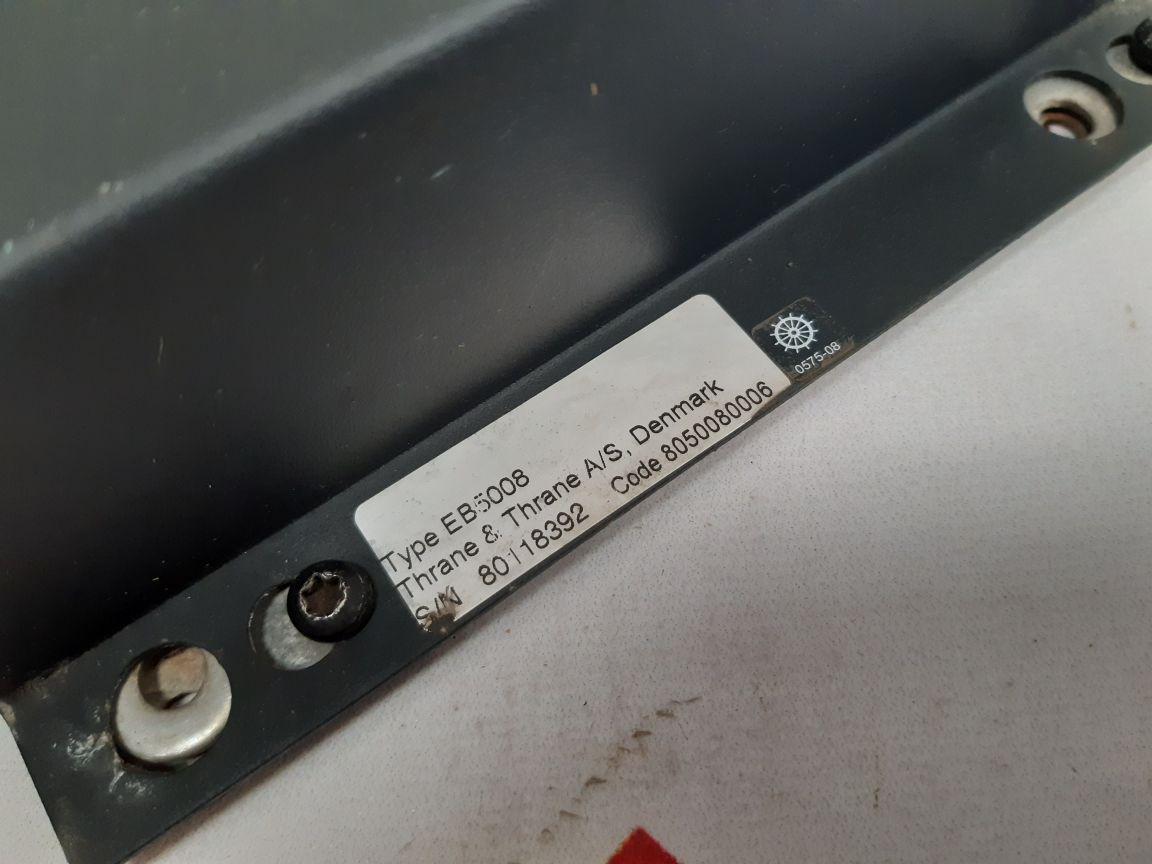 Type EB5008
Thrane & Thrane A/S, Denmark
S/N 80118392 Code 8050080006
0575-08